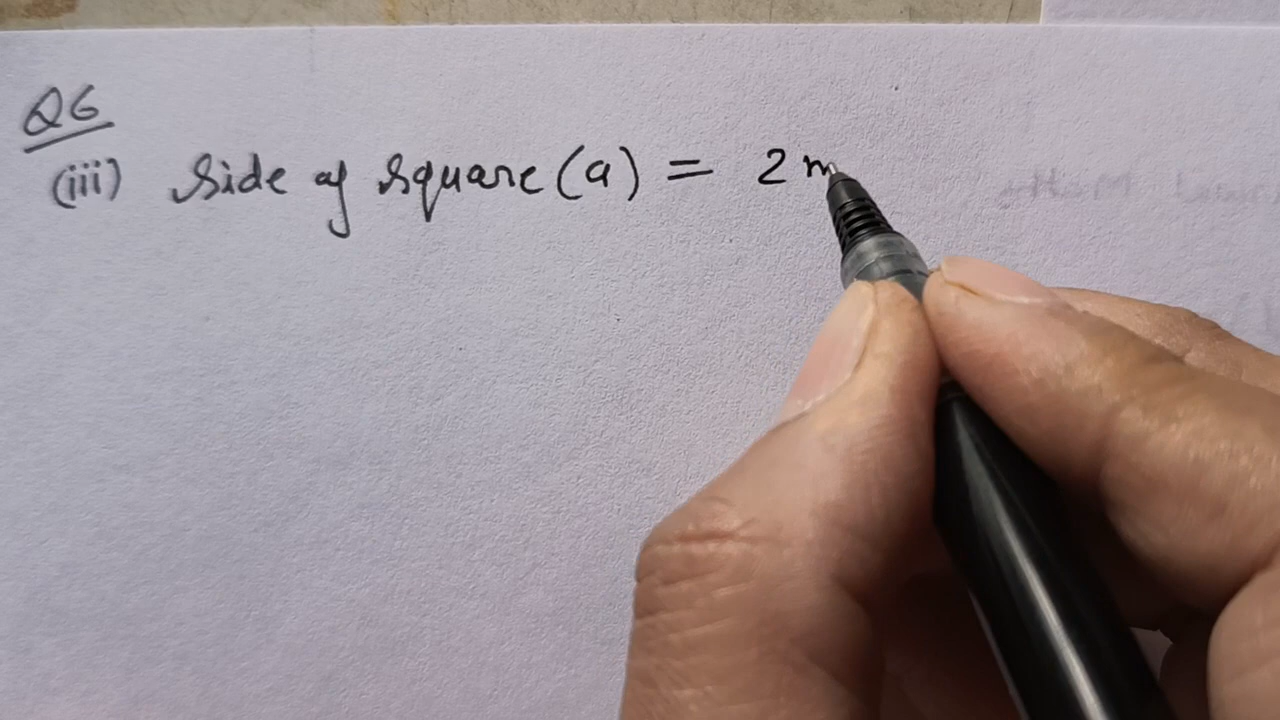 Q6
(iii) Side of square (a) = 2 m